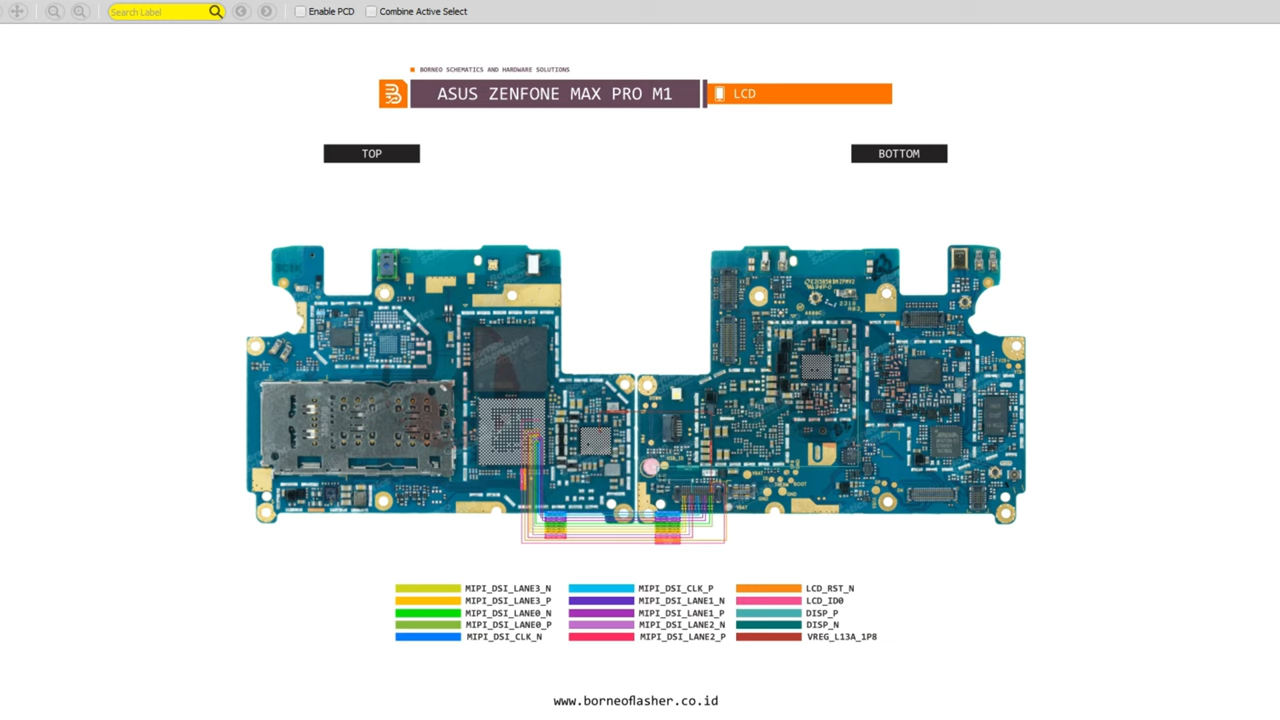 Search Label
Enable PCD
Combine Active Select
BORNEO SCHEMATICS AND HARDWARE SOLUTIONS
ASUS ZENFONE MAX PRO M1
LCD
TOP
BOTTOM
MIPI_DSI_LANE3_N
MIPI_DSI_LANE3_P
MIPI_DSI_LANE0_N
MIPI_DSI_LANE0_P
MIPI_DSI_CLK_N
MIPI_DSI_CLK_P
MIPI_DSI_LANE1_N
MIPI_DSI_LANE1_P
MIPI_DSI_LANE2_N
MIPI_DSI_LANE2_P
LCD_RST_N
LCD_ID0
DISP_P
DISP_N
VREG_L13A_1P8
www.borneoflasher.co.id